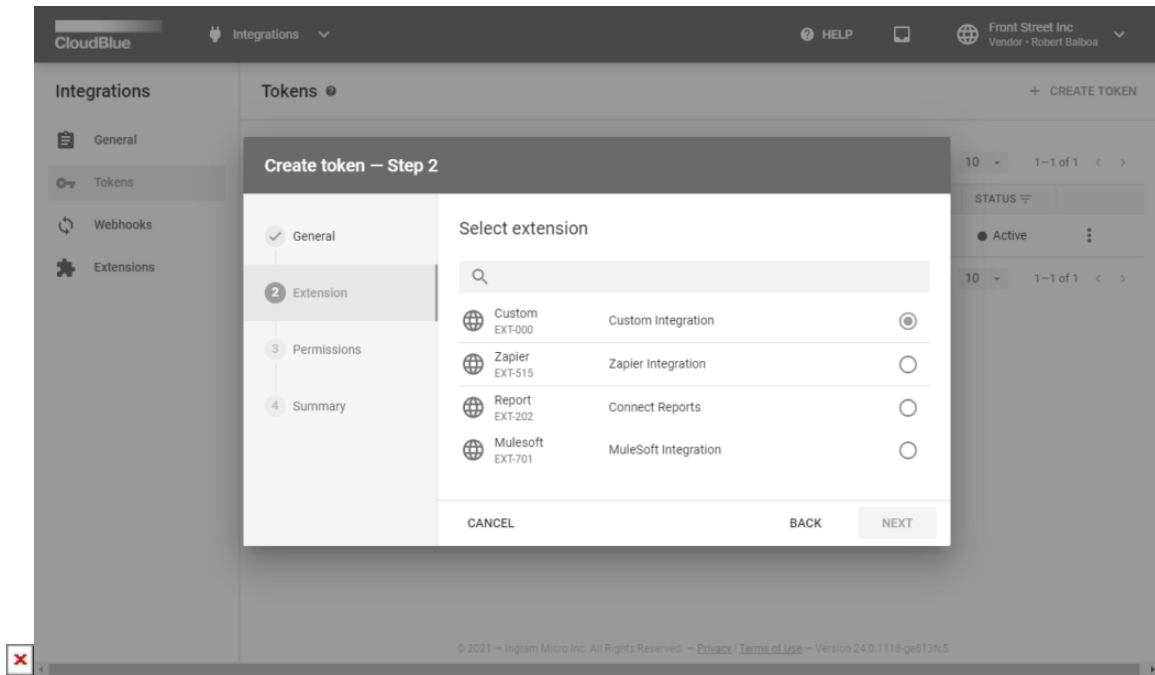 CloudBlue
Integrations
HELP
Front Street Inc
Vendor • Robert Balboa
Integrations
General
Tokens
Webhooks
Extensions
Tokens
+ CREATE TOKEN
10
1–1 of 1
STATUS
Active
10
1–1 of 1
Create token — Step 2
General
2 Extension
3 Permissions
4 Summary
Select extension
Custom
EXT-000
Custom Integration
Zapier
EXT-515
Zapier Integration
Report
EXT-202
Connect Reports
Mulesoft
EXT-701
MuleSoft Integration
CANCEL
BACK
NEXT
© 2021 – Ingram Micro Inc. All Rights Reserved. – Privacy | Terms of Use – Version 24.0.1118-ge613fc5